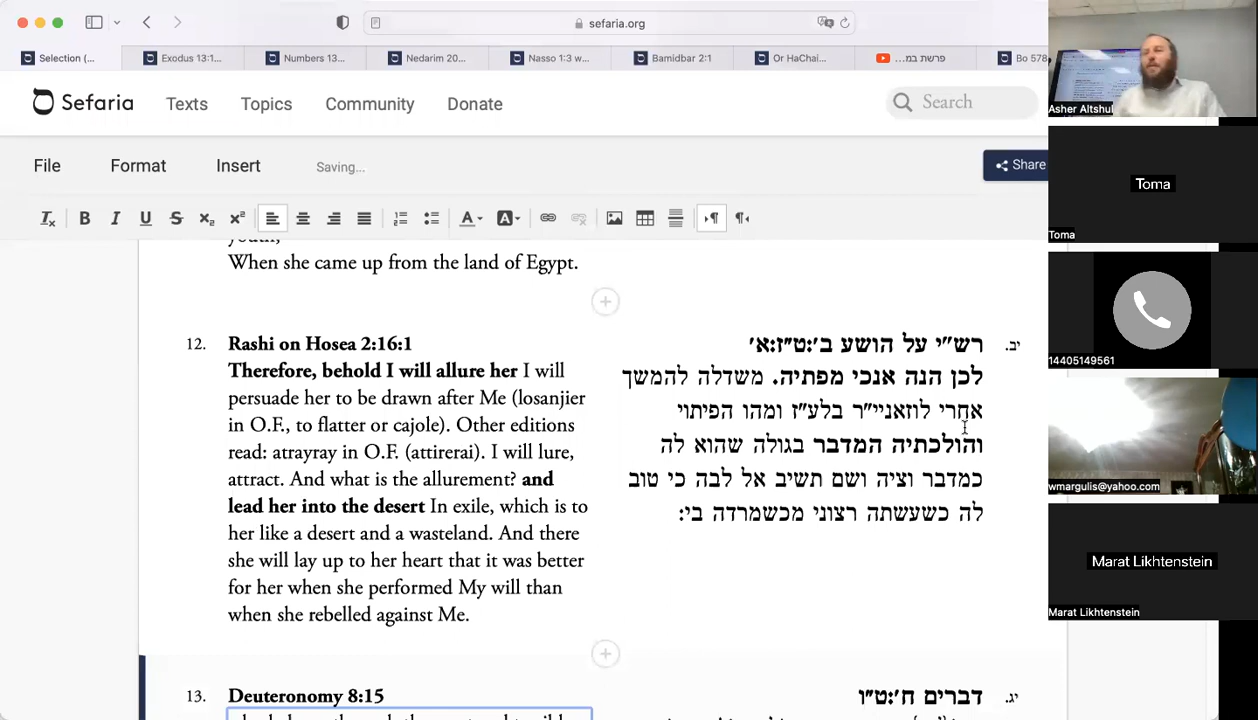 sefaria.org
Selection (...
Exodus 13:1...
Numbers 13...
Nedarim 20...
Nasso 1:3 w...
Bamidbar 2:1
Or HaChai...
פרשת במ...
Bo 578
Sefaria
Texts
Topics
Community
Donate
Search
File
Format
Insert
Saving...
Share
youth,
When she came up from the land of Egypt.
12.
Rashi on Hosea 2:16:1
Therefore, behold I will allure her I will
persuade her to be drawn after Me (losanjier
in O.F., to flatter or cajole). Other editions
read: atrayray in O.F. (attirerai). I will lure,
attract. And what is the allurement? and
lead her into the desert In exile, which is to
her like a desert and a wasteland. And there
she will lay up to her heart that it was better
for her when she performed My will than
when she rebelled against Me.
יב.
רש״י על הושע ב׳:ט״ז:א׳
לכן הנה אנכי מפתיה. משדלה להמשך
אחרי לוזאניי״ר בלע״ז ומהו הפיתוי
והולכתיה המדבר בגולה שהוא לה
כמדבר וציה ושם תשיב אל לבה כי טוב
לה כשעשתה רצוני מכשמרדה בי:
13.
Deuteronomy 8:15
יג.
דברים ח׳:ט״ו
Asher Altshul
Toma
Toma
14405149561
wmargulis@yahoo.com
Marat Likhtenstein
Marat Likhtenstein